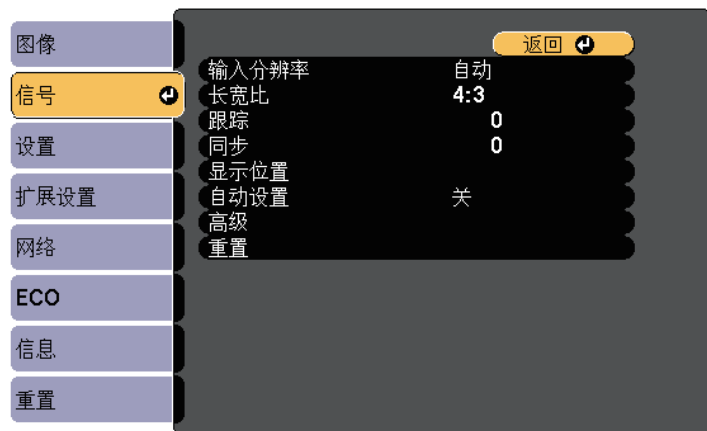 图像
信号
设置
扩展设置
网络
ECO
信息
重置
返回
输入分辨率 自动
长宽比 4:3
跟踪 0
同步 0
显示位置
自动设置 关
高级
重置